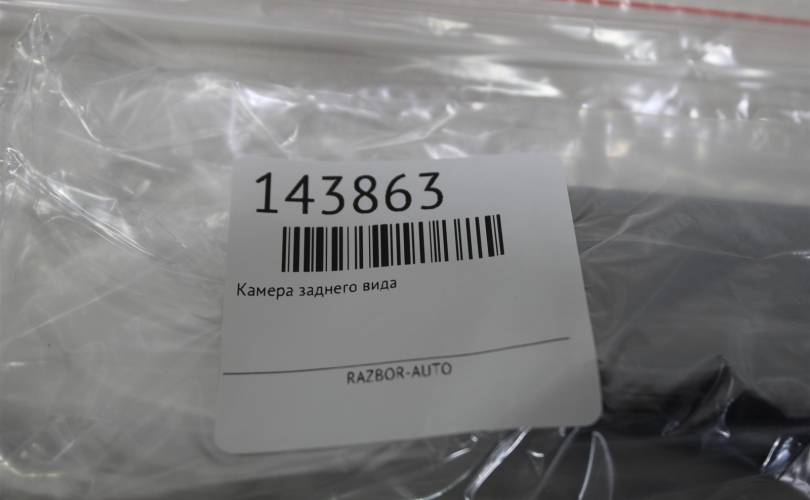 143863
Камера заднего вида
RAZBOR-AUTO